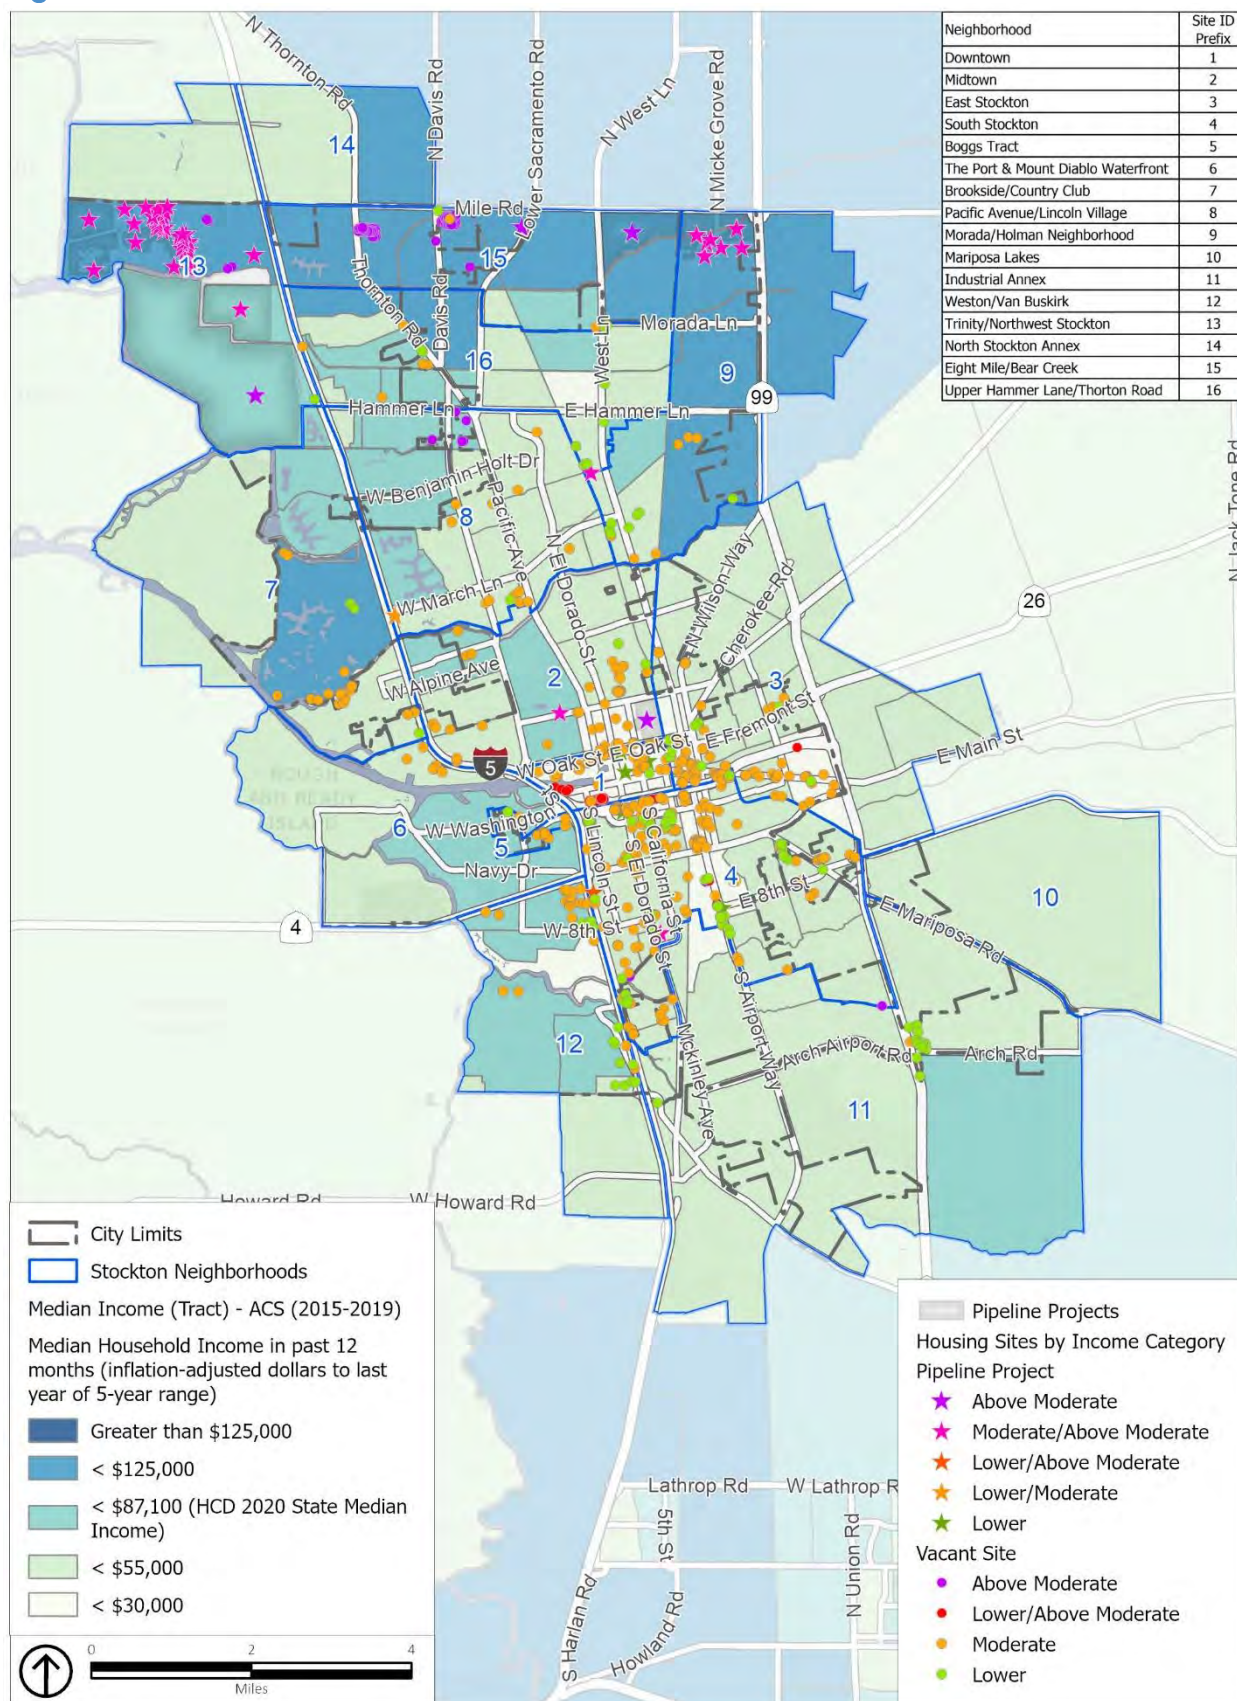 Neighborhood Site ID Prefix
Downtown 1
Midtown 2
East Stockton 3
South Stockton 4
Boggs Tract 5
The Port & Mount Diablo Waterfront 6
Brookside/Country Club 7
Pacific Avenue/Lincoln Village 8
Morada/Holman Neighborhood 9
Mariposa Lakes 10
Industrial Annex 11
Weston/Van Buskirk 12
Trinity/Northwest Stockton 13
North Stockton Annex 14
Eight Mile/Bear Creek 15
Upper Hammer Lane/Thorton Road 16
N Thornton Rd
N Davis Rd
Lower Sacramento Rd
N West Ln
N Micke Grove Rd
14
Mile Rd
13
15
Thornton Rd
Davis Rd
West Ln
Morada Ln
16
9
99
Hammer Ln
E Hammer Ln
N Jack Tone Rd
W Benjamin Holt Dr
Pacific Ave
8
N El Dorado St
N Wilson Way
Cherokee Rd
7
W March Ln
26
W Alpine Ave
2
3
E Fremont St
W Oak St
E Oak St
E Main St
5
1
ROUGH
AND READY
ISLAND
6
W Washington St
5
Navy Dr
S Lincoln St
S California St
S El Dorado St
4
E 8th St
10
E Mariposa Rd
4
W 8th St
S Airport Way
12
Mckinley Ave
Arch Airport Rd
Arch Rd
11
Howard Rd
W Howard Rd
Lathrop Rd
W Lathrop R
5th St
N Union Rd
S Harlan Rd
Howland Rd
City Limits
Stockton Neighborhoods
Median Income (Tract) - ACS (2015-2019)
Median Household Income in past 12
months (inflation-adjusted dollars to last
year of 5-year range)
Greater than $125,000
< $125,000
< $87,100 (HCD 2020 State Median
Income)
< $55,000
< $30,000
0 2 4
Miles
Pipeline Projects
Housing Sites by Income Category
Pipeline Project
Above Moderate
Moderate/Above Moderate
Lower/Above Moderate
Lower/Moderate
Lower
Vacant Site
Above Moderate
Lower/Above Moderate
Moderate
Lower